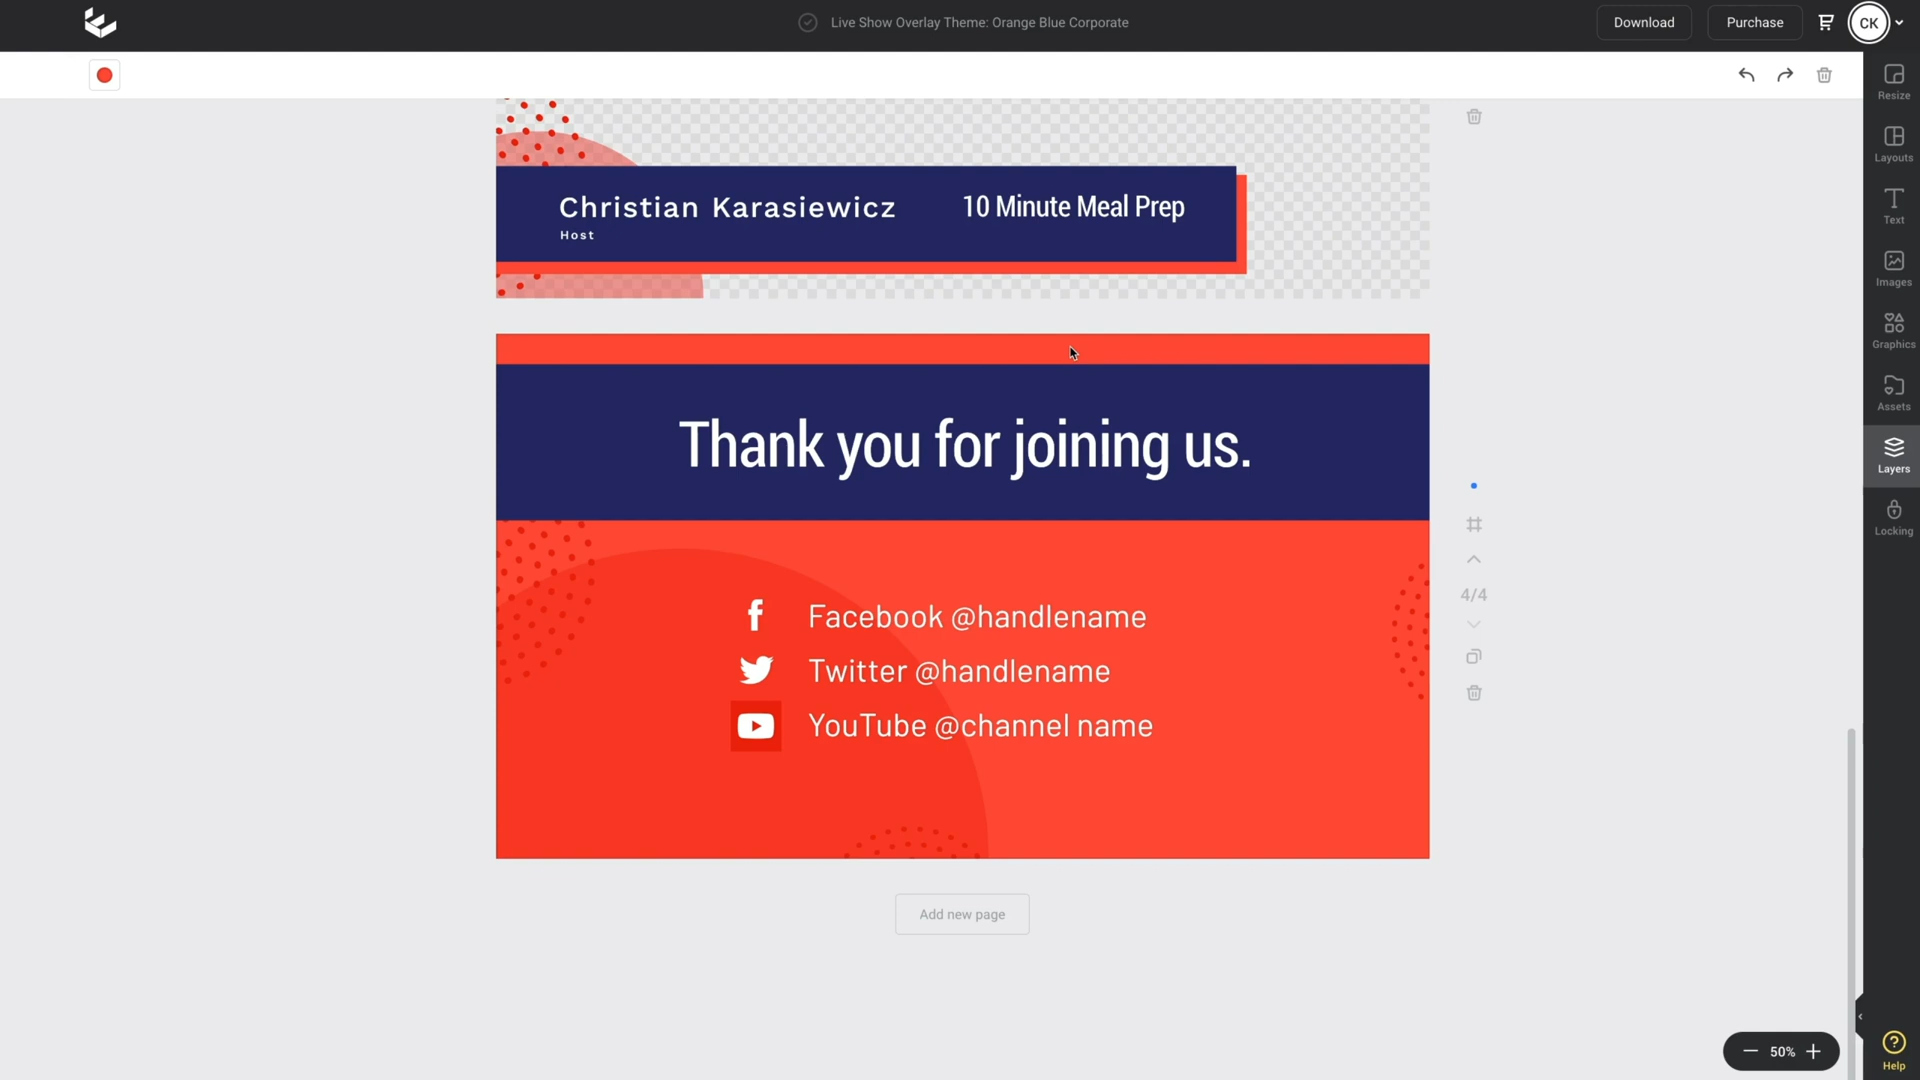 Live Show Overlay Theme: Orange Blue Corporate
Download
Purchase
CK
Resize
Layouts
Text
Images
Graphics
Assets
Layers
Locking
Christian Karasiewicz
Host
10 Minute Meal Prep
Thank you for joining us.
Facebook @handlename
Twitter @handlename
YouTube @channel name
4/4
Add new page
50%
Help